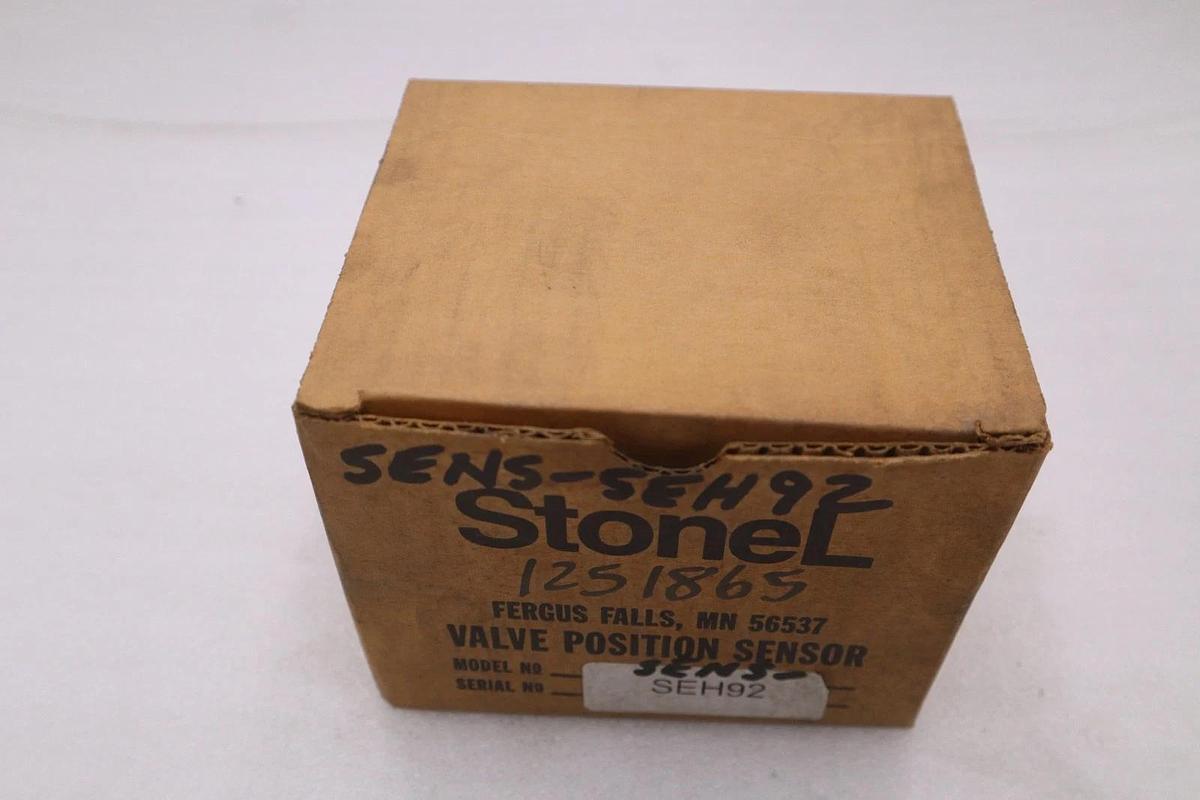 SENS-SEH92
StoneL
1251865
FERGUS FALLS, MN 56537
VALVE POSITION SENSOR
MODEL Nº
SENS-
SERIAL Nº
SEH92